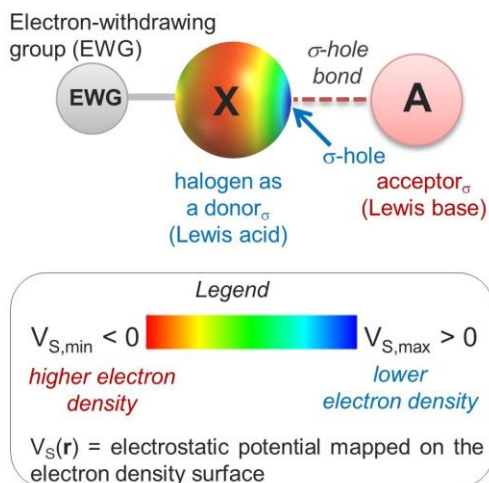 Electron-withdrawing
group (EWG)
σ-hole
bond
EWG
X
A
σ-hole
halogen as
a donorσ
(Lewis acid)
acceptorσ
(Lewis base)
Legend
VS,min < 0
VS,max > 0
higher electron
density
lower
electron density
VS(r) = electrostatic potential mapped on the
electron density surface